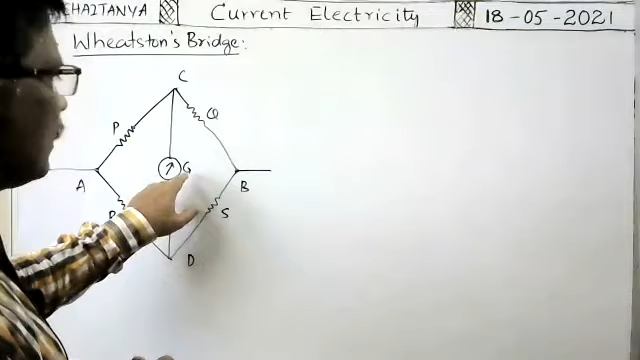 CHAITANYA
Current Electricity
18-05-2021
Wheatston's Bridge:
C
P
Q
G
A
B
R
S
D